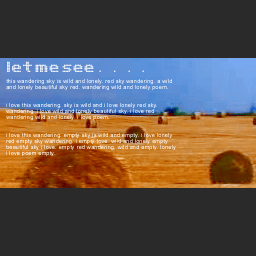 letmesee....
this wandering sky is wild and lonely. red sky wandering. a wild
and lonely beautiful sky red. wandering wild and lonely poem.
i love this wandering. sky is wild and i love lonely red sky.
wandering. i love wild and lonely beautiful sky. i love red
wandering wild and lonely. i love poem.
i love this wandering. empty sky is wild and empty. i love lonely
red empty sky wandering. i empty love wild and lonely empty
beautiful sky i love. empty red wandering. wild and empty. lonely
i love poem empty.